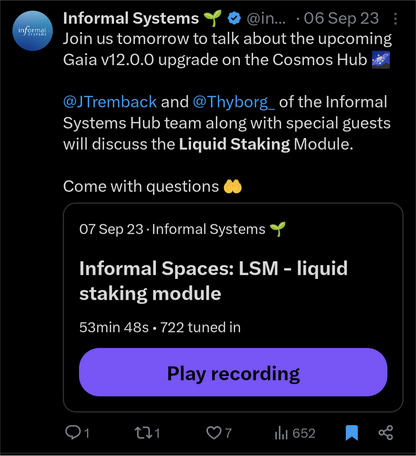 informal
SYSTEMS
Informal Systems 🌱 @in... · 06 Sep 23
Join us tomorrow to talk about the upcoming
Gaia v12.0.0 upgrade on the Cosmos Hub 🌌
@JTremback and @Thyborg_ of the Informal
Systems Hub team along with special guests
will discuss the Liquid Staking Module.
Come with questions 🤲
07 Sep 23 · Informal Systems 🌱
Informal Spaces: LSM - liquid
staking module
53min 48s • 722 tuned in
Play recording
1 1 7 652